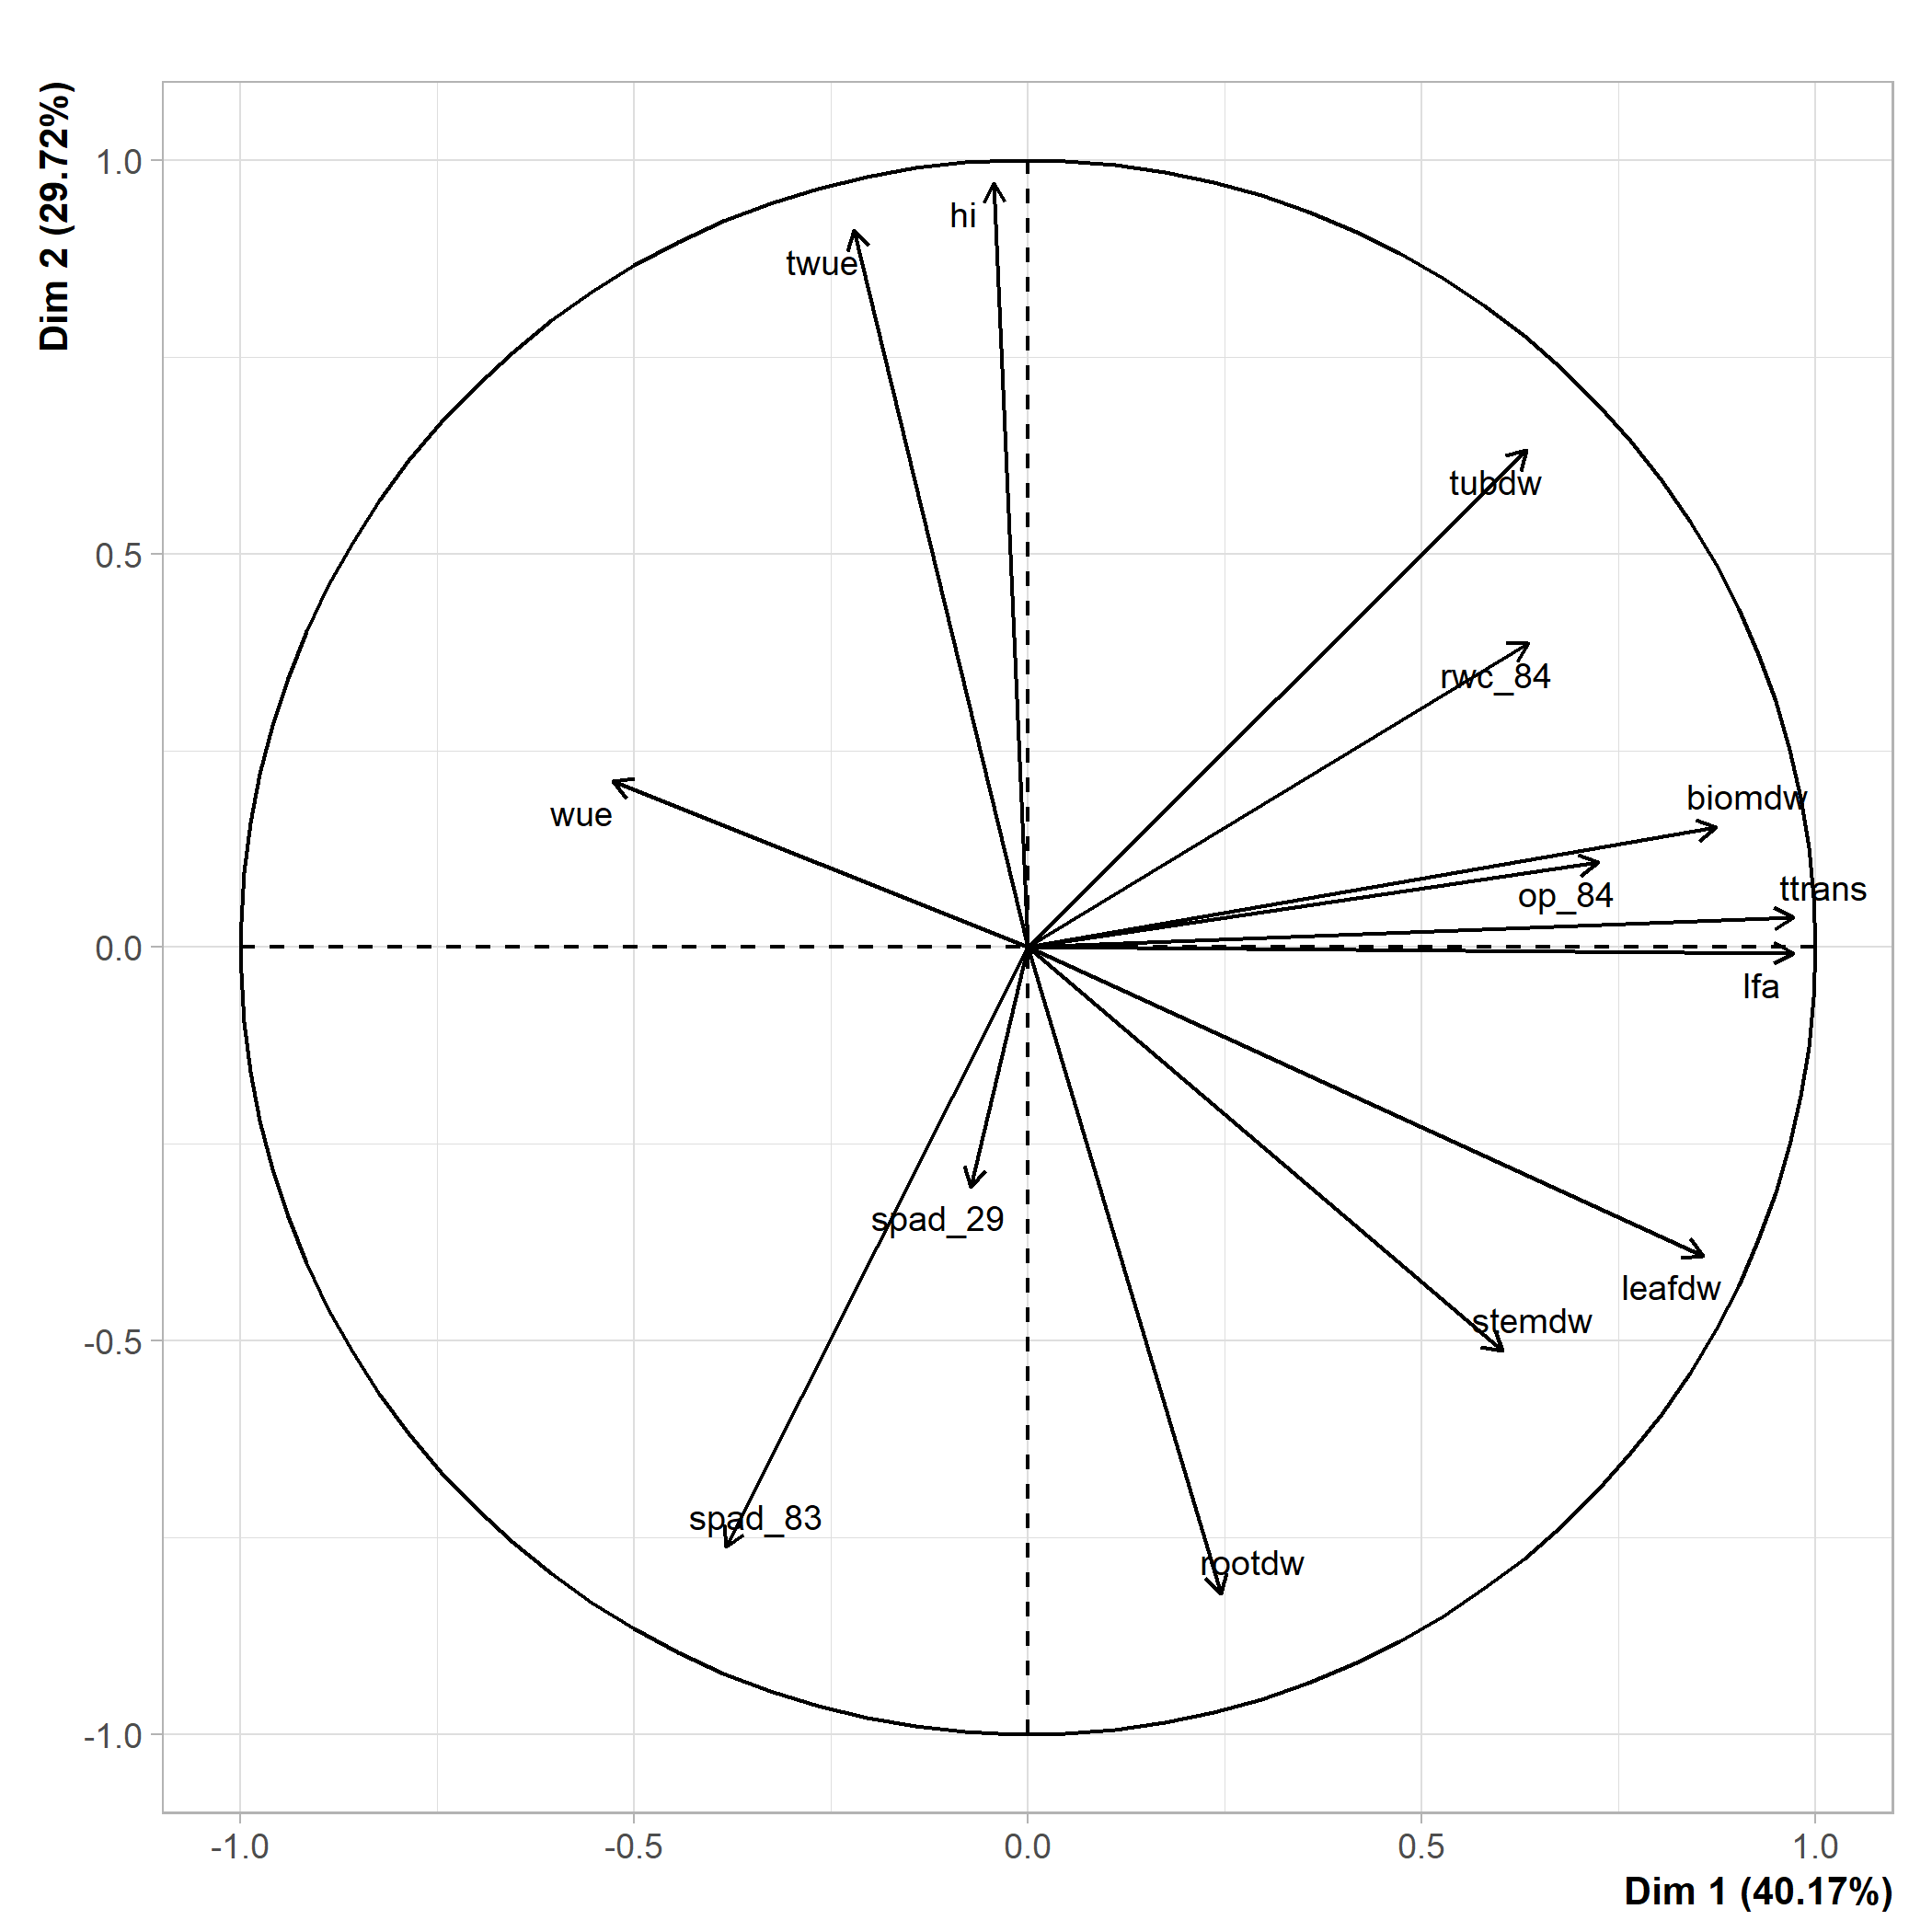 Dim 2 (29.72%)
1.0
0.5
0.0
-0.5
-1.0
hi
twue
tubdw
rwc_84
biomdw
wue
ttrans
op_84
lfa
spad_29
leafdw
stemdw
spad_83
rootdw
-1.0
-0.5
0.0
0.5
1.0
Dim 1 (40.17%)